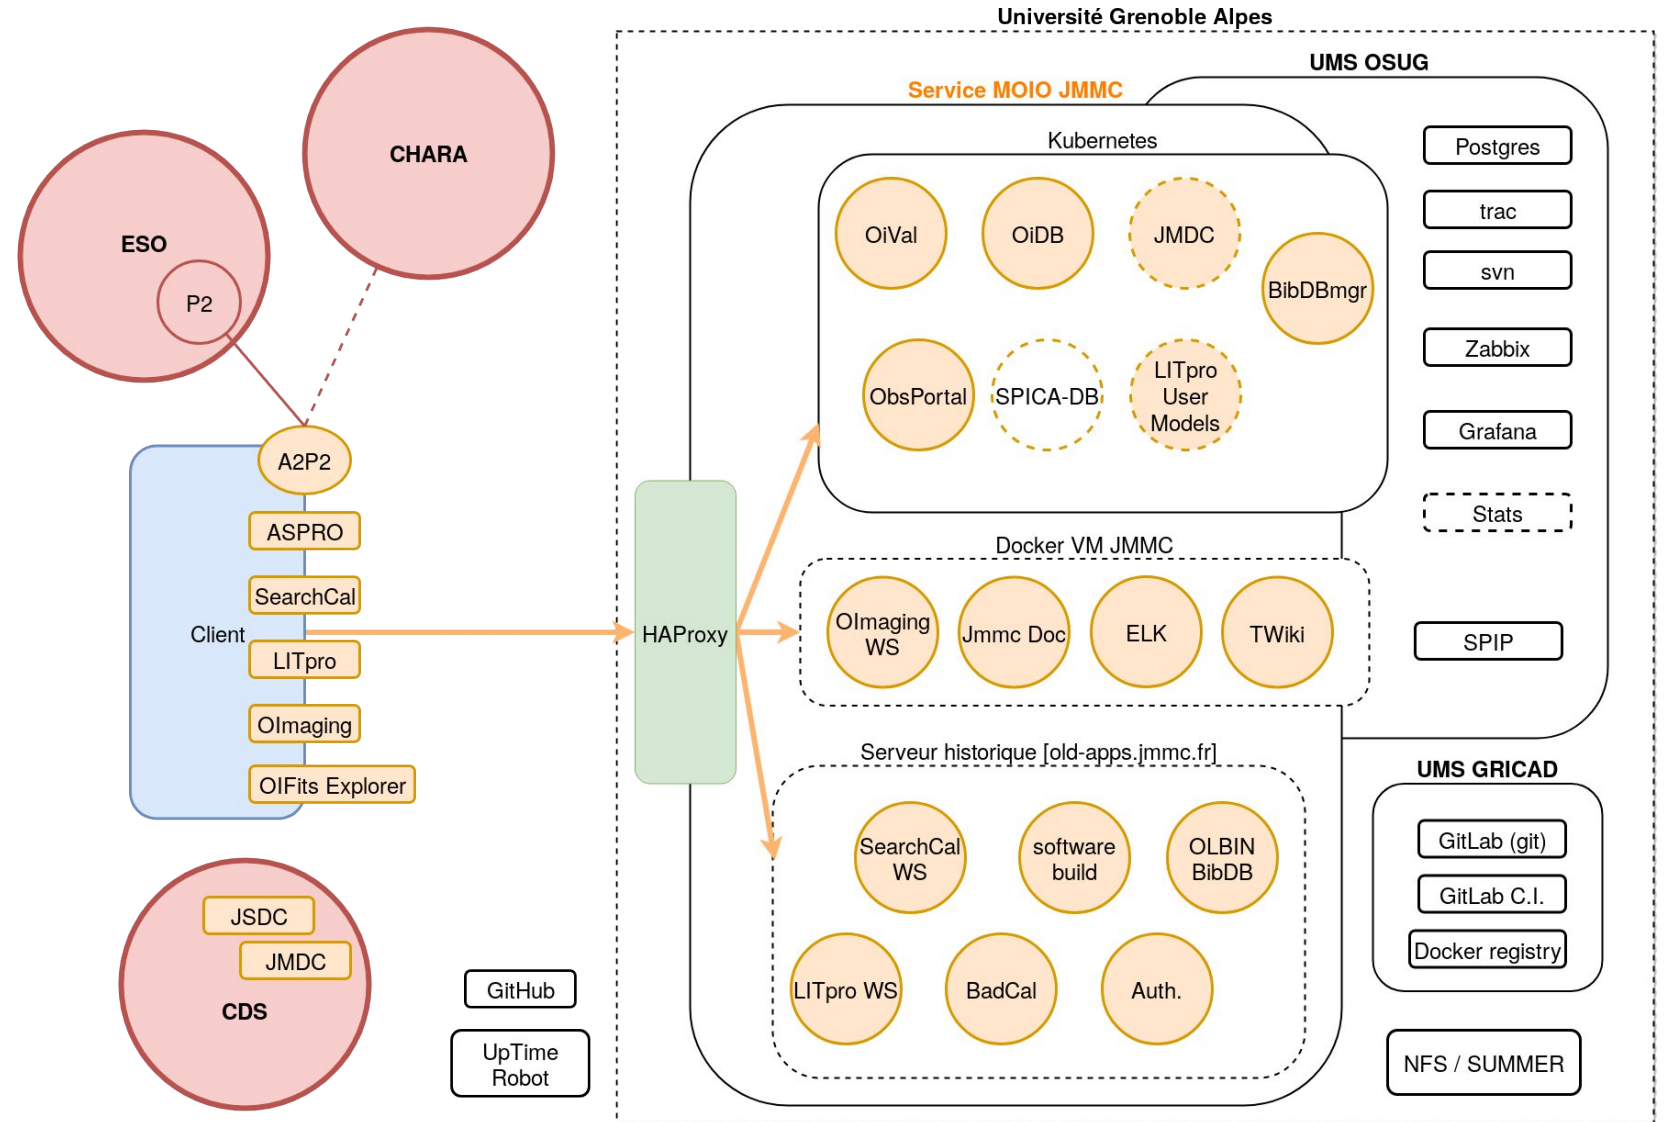 Université Grenoble Alpes
UMS OSUG
Service MOIO JMMC
CHARA
ESO
P2
A2P2
ASPRO
SearchCal
Client
LITpro
OImaging
OIFits Explorer
JSDC
JMDC
CDS
GitHub
UpTime
Robot
HAProxy
Kubernetes
OiVal
OiDB
JMDC
BibDBmgr
ObsPortal
SPICA-DB
LITpro
User
Models
Docker VM JMMC
OImaging
WS
Jmmc Doc
ELK
TWiki
Serveur historique [old-apps.jmmc.fr]
SearchCal
WS
software
build
OLBIN
BibDB
LITpro WS
BadCal
Auth.
Postgres
trac
svn
Zabbix
Grafana
Stats
SPIP
UMS GRICAD
GitLab (git)
GitLab C.I.
Docker registry
NFS / SUMMER